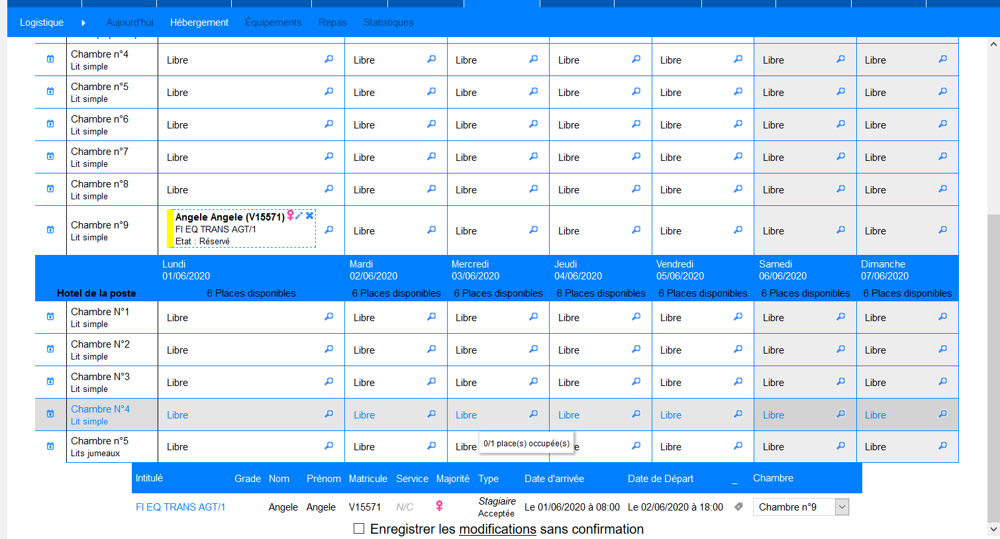 Logistique Aujourd'hui Hébergement Équipements Repas Statistiques
Chambre n°4
Lit simple
Libre Libre Libre Libre Libre Libre Libre
Chambre n°5
Lit simple
Libre Libre Libre Libre Libre Libre Libre
Chambre n°6
Lit simple
Libre Libre Libre Libre Libre Libre Libre
Chambre n°7
Lit simple
Libre Libre Libre Libre Libre Libre Libre
Chambre n°8
Lit simple
Libre Libre Libre Libre Libre Libre Libre
Chambre n°9
Lit simple
Angele Angele (V15571)
FI EQ TRANS AGT/1
Etat : Réservé
Libre Libre Libre Libre Libre Libre
Lundi Mardi Mercredi Jeudi Vendredi Samedi Dimanche
01/06/2020 02/06/2020 03/06/2020 04/06/2020 05/06/2020 06/06/2020 07/06/2020
Hotel de la poste 6 Places disponibles 6 Places disponibles 6 Places disponibles 6 Places disponibles 6 Places disponibles 6 Places disponibles 6 Places disponibles
Chambre N°1
Lit simple
Libre Libre Libre Libre Libre Libre Libre
Chambre N°2
Lit simple
Libre Libre Libre Libre Libre Libre Libre
Chambre N°3
Lit simple
Libre Libre Libre Libre Libre Libre Libre
Chambre N°4
Lit simple
Libre Libre Libre Libre Libre Libre Libre
Chambre n°5
Lits jumeaux
Libre Libre Libre Libre Libre Libre
0/1 place(s) occupée(s)
Intitulé Grade Nom Prénom Matricule Service Majorité Type Date d'arrivée Date de Départ _ Chambre
FI EQ TRANS AGT/1 Angele Angele V15571 N/C Stagiaire Acceptée Le 01/06/2020 à 08:00 Le 02/06/2020 à 18:00 Chambre n°9
Enregistrer les modifications sans confirmation